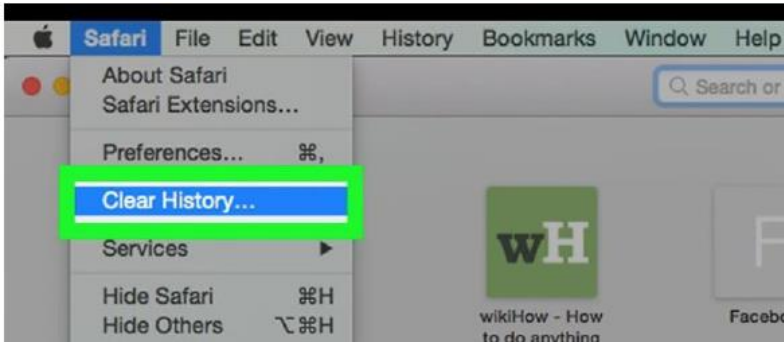 Safari File Edit View History Bookmarks Window Help
About Safari
Safari Extensions...
Search or
Preferences... ⌘,
Clear History...
Services ▶
Hide Safari ⌘H
Hide Others ⌥⌘H
wH
F
wikiHow - How
to do anything
Facebo